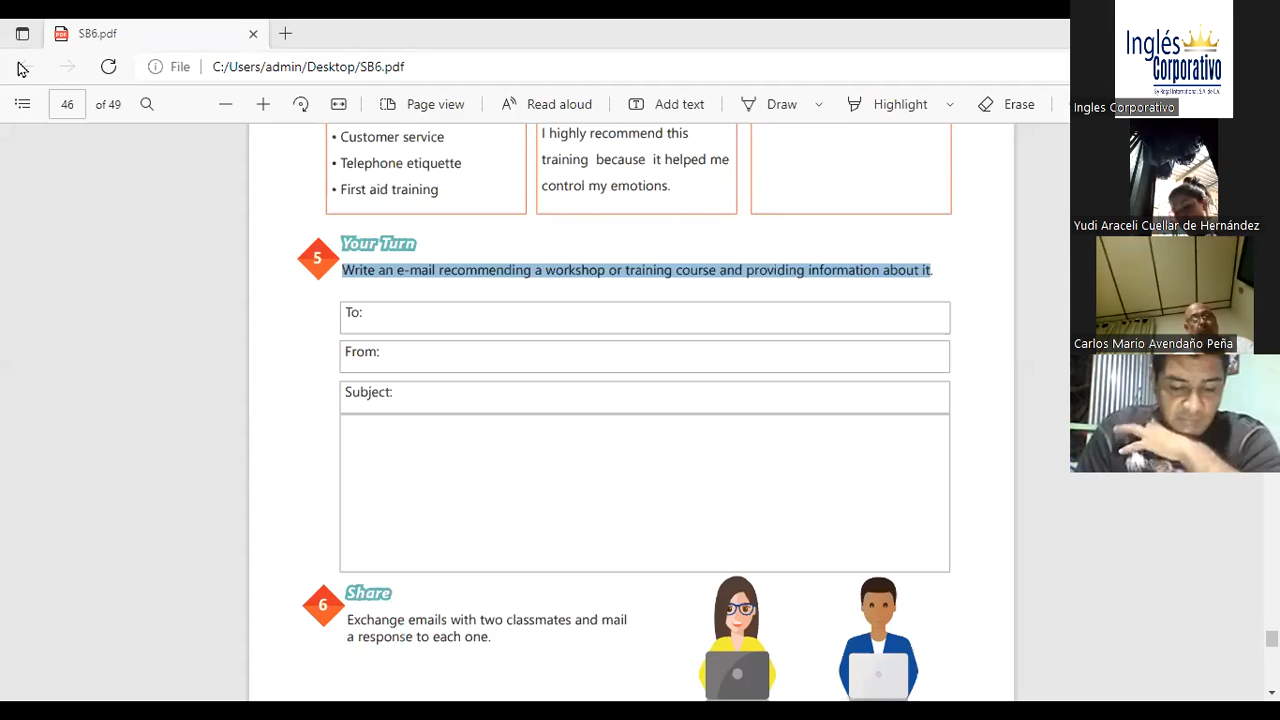 SB6.pdf
File C:/Users/admin/Desktop/SB6.pdf
46 of 49 Page view Read aloud Add text Draw Highlight Erase
• Customer service
• Telephone etiquette
• First aid training
I highly recommend this
training because it helped me
control my emotions.
5 Your Turn
Write an e-mail recommending a workshop or training course and providing information about it.
To:
From:
Subject:
6 Share
Exchange emails with two classmates and mail
a response to each one.
Inglés
Corporativo
Ingles Corporativo
Yudi Araceli Cuellar de Hernández
Carlos Mario Avendaño Peña